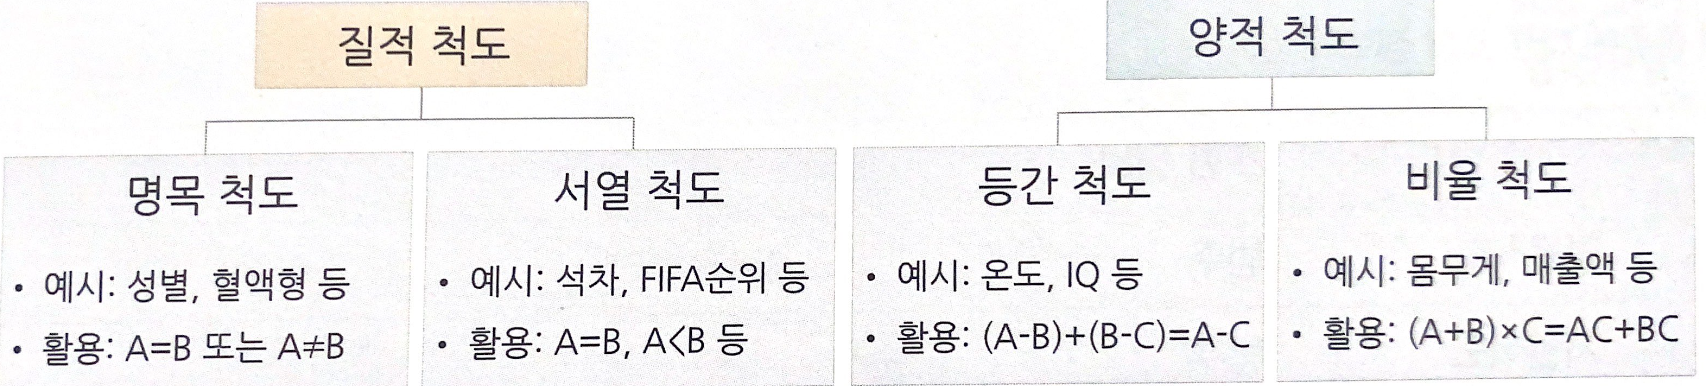 질적 척도
양적 척도
명목 척도
• 예시: 성별, 혈액형 등
• 활용: A=B 또는 A≠B
서열 척도
• 예시: 석차, FIFA순위 등
• 활용: A=B, A<B 등
등간 척도
• 예시: 온도, IQ 등
• 활용: (A-B)+(B-C)=A-C
비율 척도
• 예시: 몸무게, 매출액 등
• 활용: (A+B)×C=AC+BC